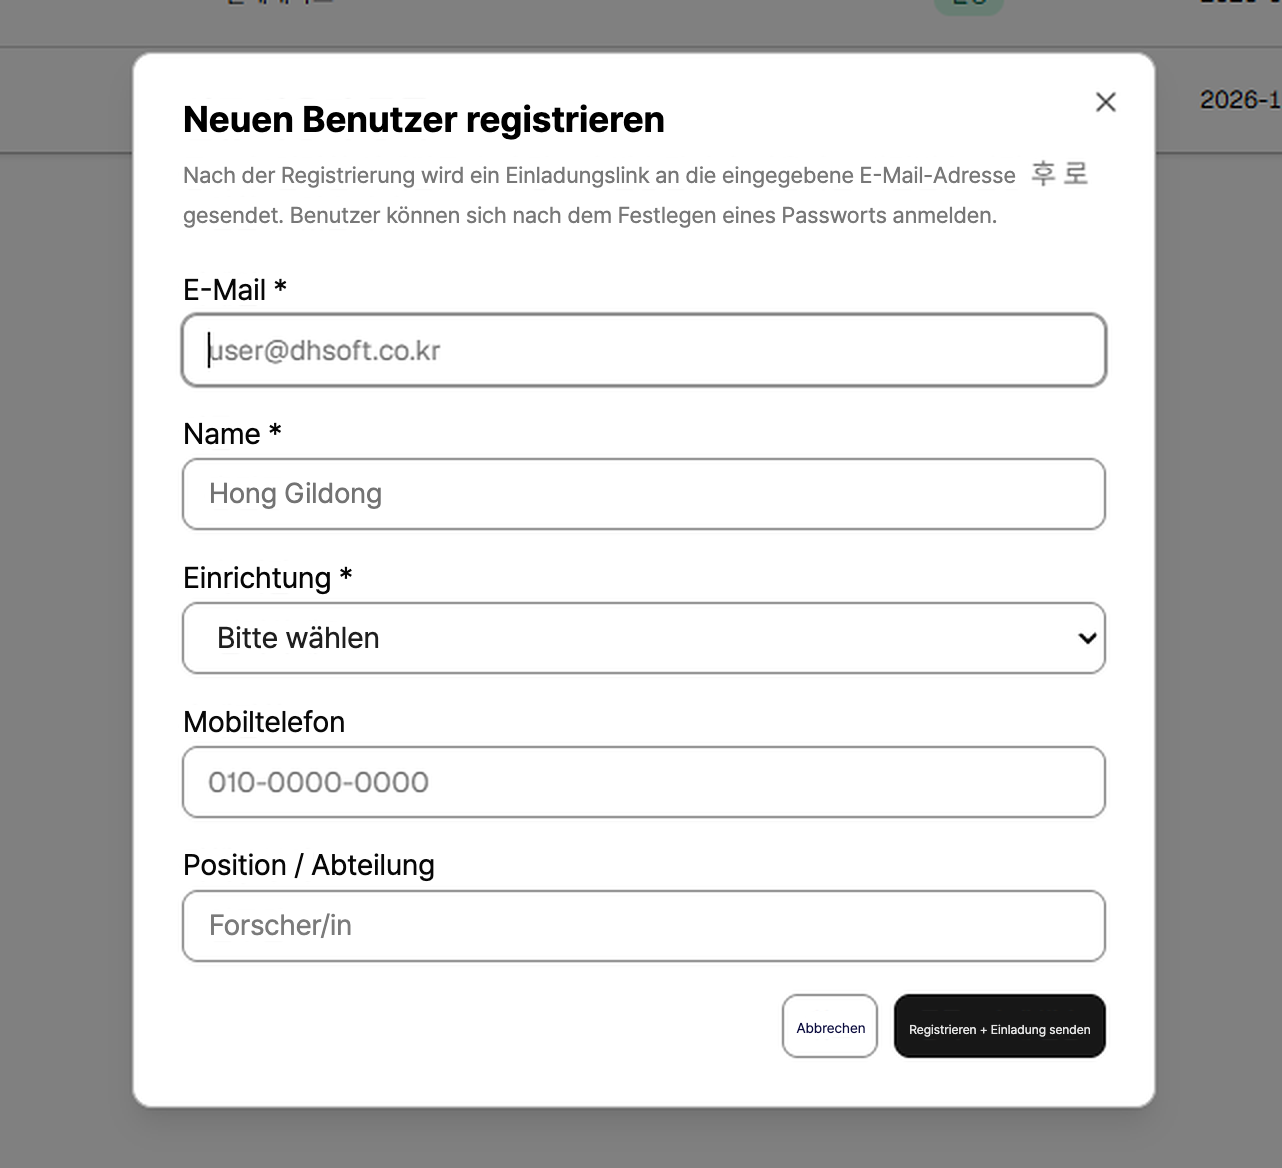 2026-1
Neuen Benutzer registrieren
Nach der Registrierung wird ein Einladungslink an die eingegebene E-Mail-Adresse 후 로
gesendet. Benutzer können sich nach dem Festlegen eines Passworts anmelden.
E-Mail *
user@dhsoft.co.kr
Name *
Hong Gildong
Einrichtung *
Bitte wählen
Mobiltelefon
010-0000-0000
Position / Abteilung
Forscher/in
Abbrechen
Registrieren + Einladung senden